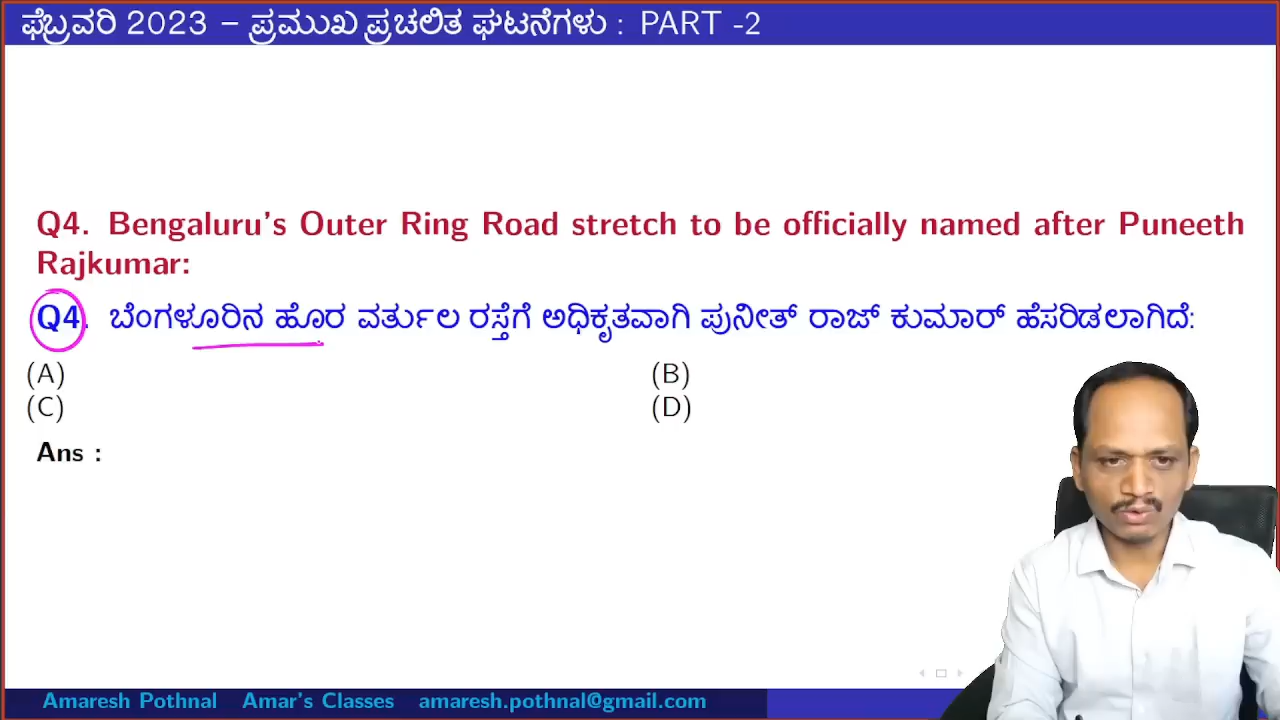 ಫೆಬ್ರವರಿ 2023 – ಪ್ರಮುಖ ಪ್ರಚಲಿತ ಘಟನೆಗಳು : PART -2
Q4. Bengaluru's Outer Ring Road stretch to be officially named after Puneeth
Rajkumar:
Q4. ಬೆಂಗಳೂರಿನ ಹೊರ ವರ್ತುಲ ರಸ್ತೆಗೆ ಅಧಿಕೃತವಾಗಿ ಪುನೀತ್ ರಾಜ್ ಕುಮಾರ್ ಹೆಸರಿಡಲಾಗಿದೆ:
(A) (B)
(C) (D)
Ans :
Amaresh Pothnal Amar's Classes amaresh.pothnal@gmail.com